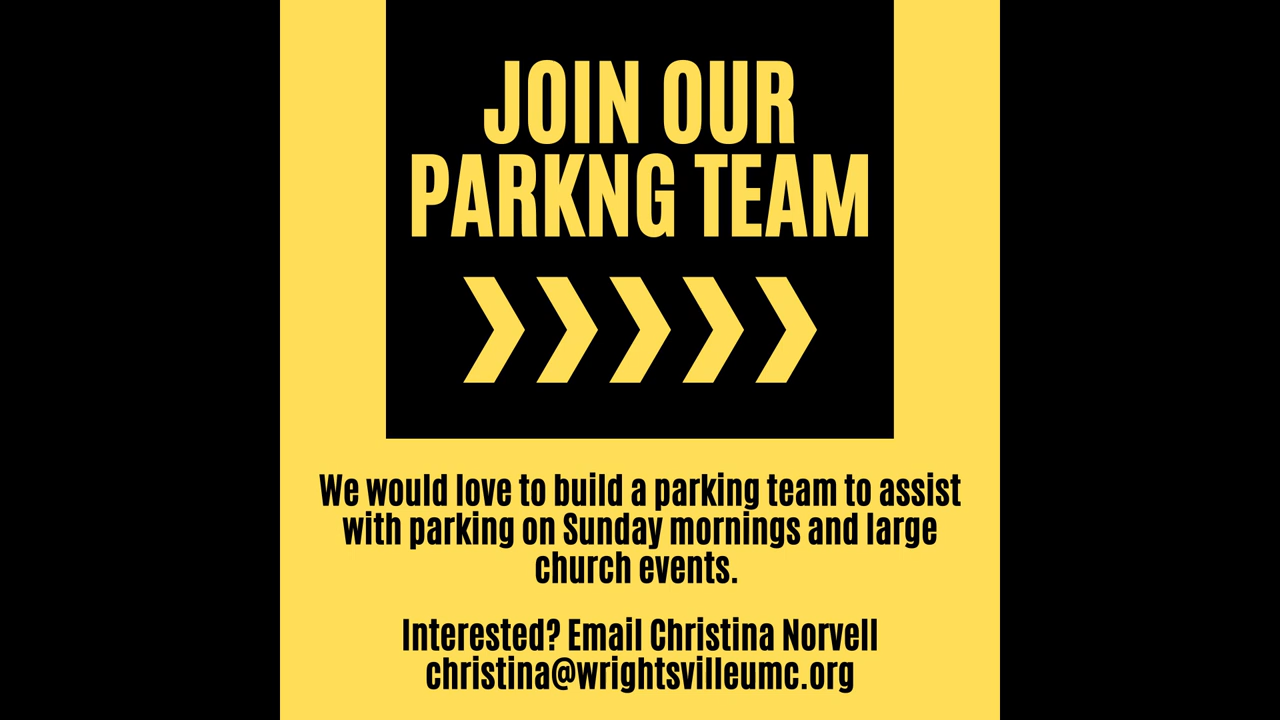 JOIN OUR
PARKNG TEAM
We would love to build a parking team to assist
with parking on Sunday mornings and large
church events.
Interested? Email Christina Norvell
christina@wrightsvilleumc.org